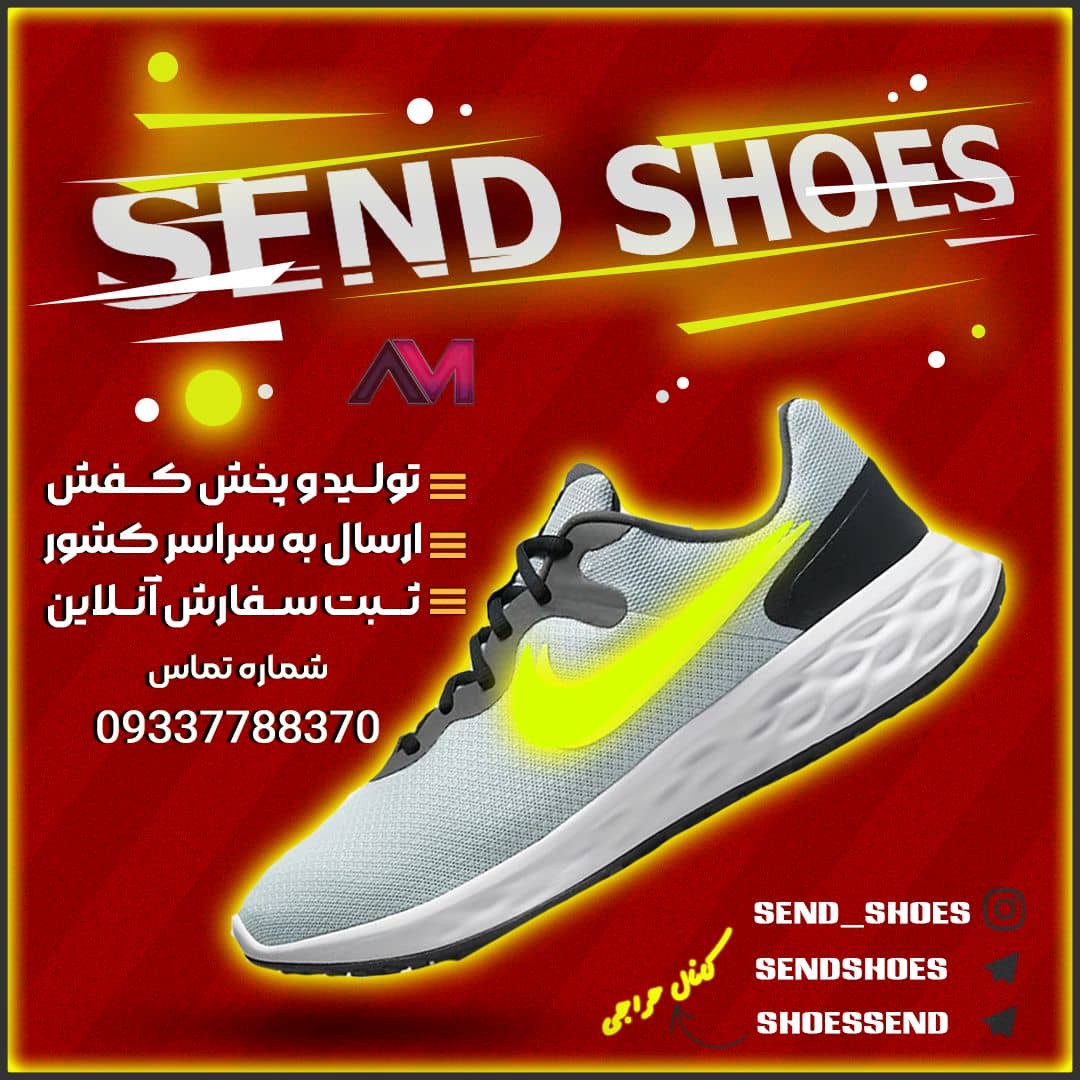 SEND SHOES
AM
تولید و پخش کفش
ارسال به سراسر کشور
ثبت سفارش آنلاین
شماره تماس
09337788370
SEND_SHOES
SENDSHOES
SHOESSEND
کانال حراجی